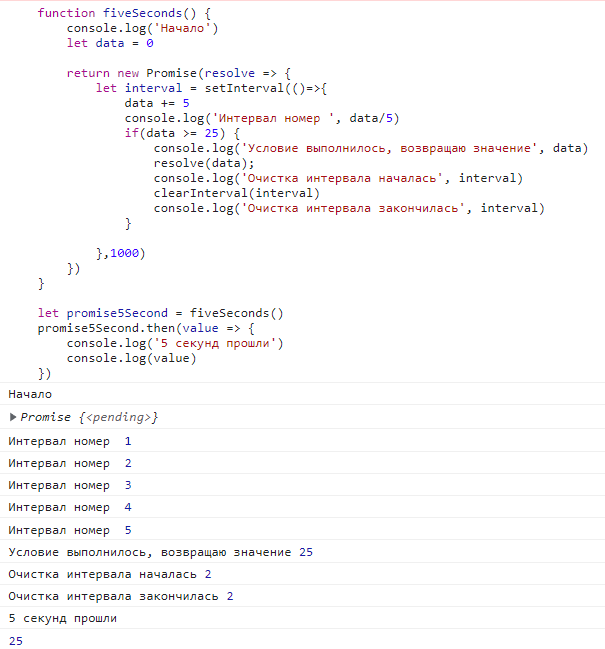 function fiveSeconds() {
    console.log('Начало')
    let data = 0

    return new Promise(resolve => {
        let interval = setInterval(()=>{
            data += 5
            console.log('Интервал номер ', data/5)
            if(data >= 25) {
                console.log('Условие выполнилось, возвращаю значение', data)
                resolve(data);
                console.log('Очистка интервала началась', interval)
                clearInterval(interval)
                console.log('Очистка интервала закончилась', interval)
            }

        },1000)
    })
}

let promise5Second = fiveSeconds()
promise5Second.then(value => {
    console.log('5 секунд прошли')
    console.log(value)
})
Начало
Promise {<pending>}
Интервал номер  1
Интервал номер  2
Интервал номер  3
Интервал номер  4
Интервал номер  5
Условие выполнилось, возвращаю значение 25
Очистка интервала началась 2
Очистка интервала закончилась 2
5 секунд прошли
25